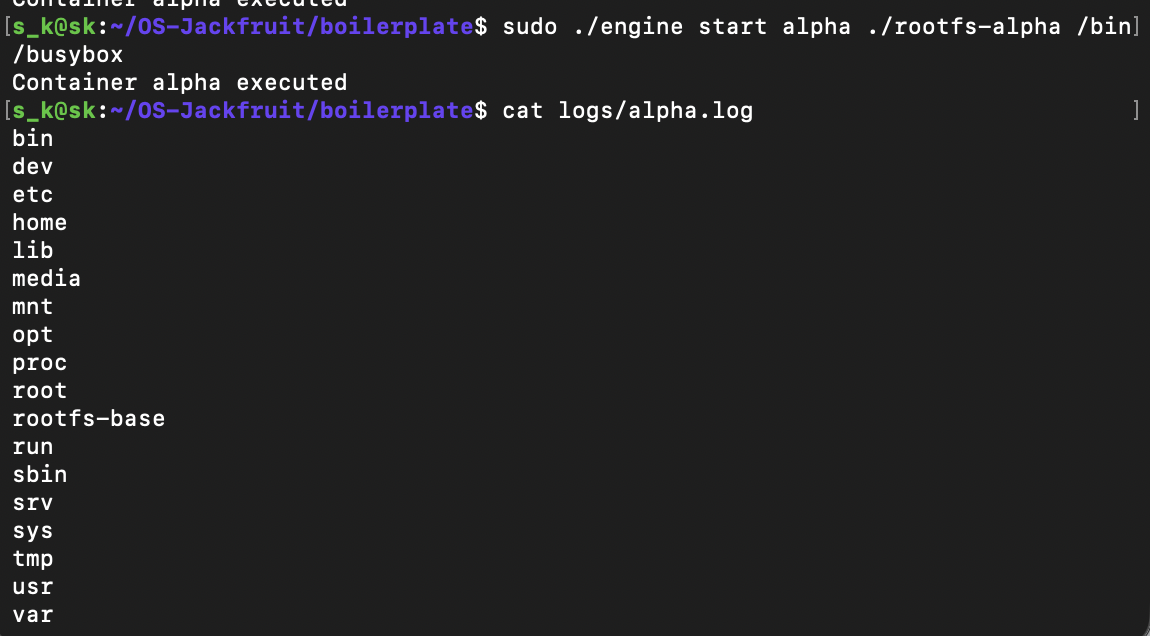 Container alpha executed
[s_k@sk:~/OS-Jackfruit/boilerplate$ sudo ./engine start alpha ./rootfs-alpha /bin]
/busybox
Container alpha executed
[s_k@sk:~/OS-Jackfruit/boilerplate$ cat logs/alpha.log ]
bin
dev
etc
home
lib
media
mnt
opt
proc
root
rootfs-base
run
sbin
srv
sys
tmp
usr
var